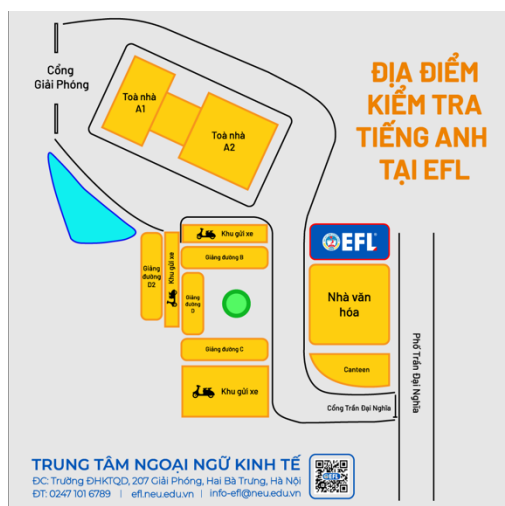 Cổng
Giải Phóng
Toà nhà
A1
Toà nhà
A2
ĐỊA ĐIỂM
KIỂM TRA
TIẾNG ANH
TẠI EFL
Khu gửi xe
EFL
Giảng đường
D2
Khu gửi xe
Giảng đường B
Giảng
đường
D
Nhà văn
hóa
Giảng đường C
Canteen
Khu gửi xe
Cổng Trần Đại Nghĩa
Phố Trần Đại Nghĩa
TRUNG TÂM NGOẠI NGỮ KINH TẾ
ĐC: Trường ĐHKTQD, 207 Giải Phóng, Hai Bà Trưng, Hà Nội
ĐT: 0247 101 6789 | efl.neu.edu.vn | info-efl@neu.edu.vn